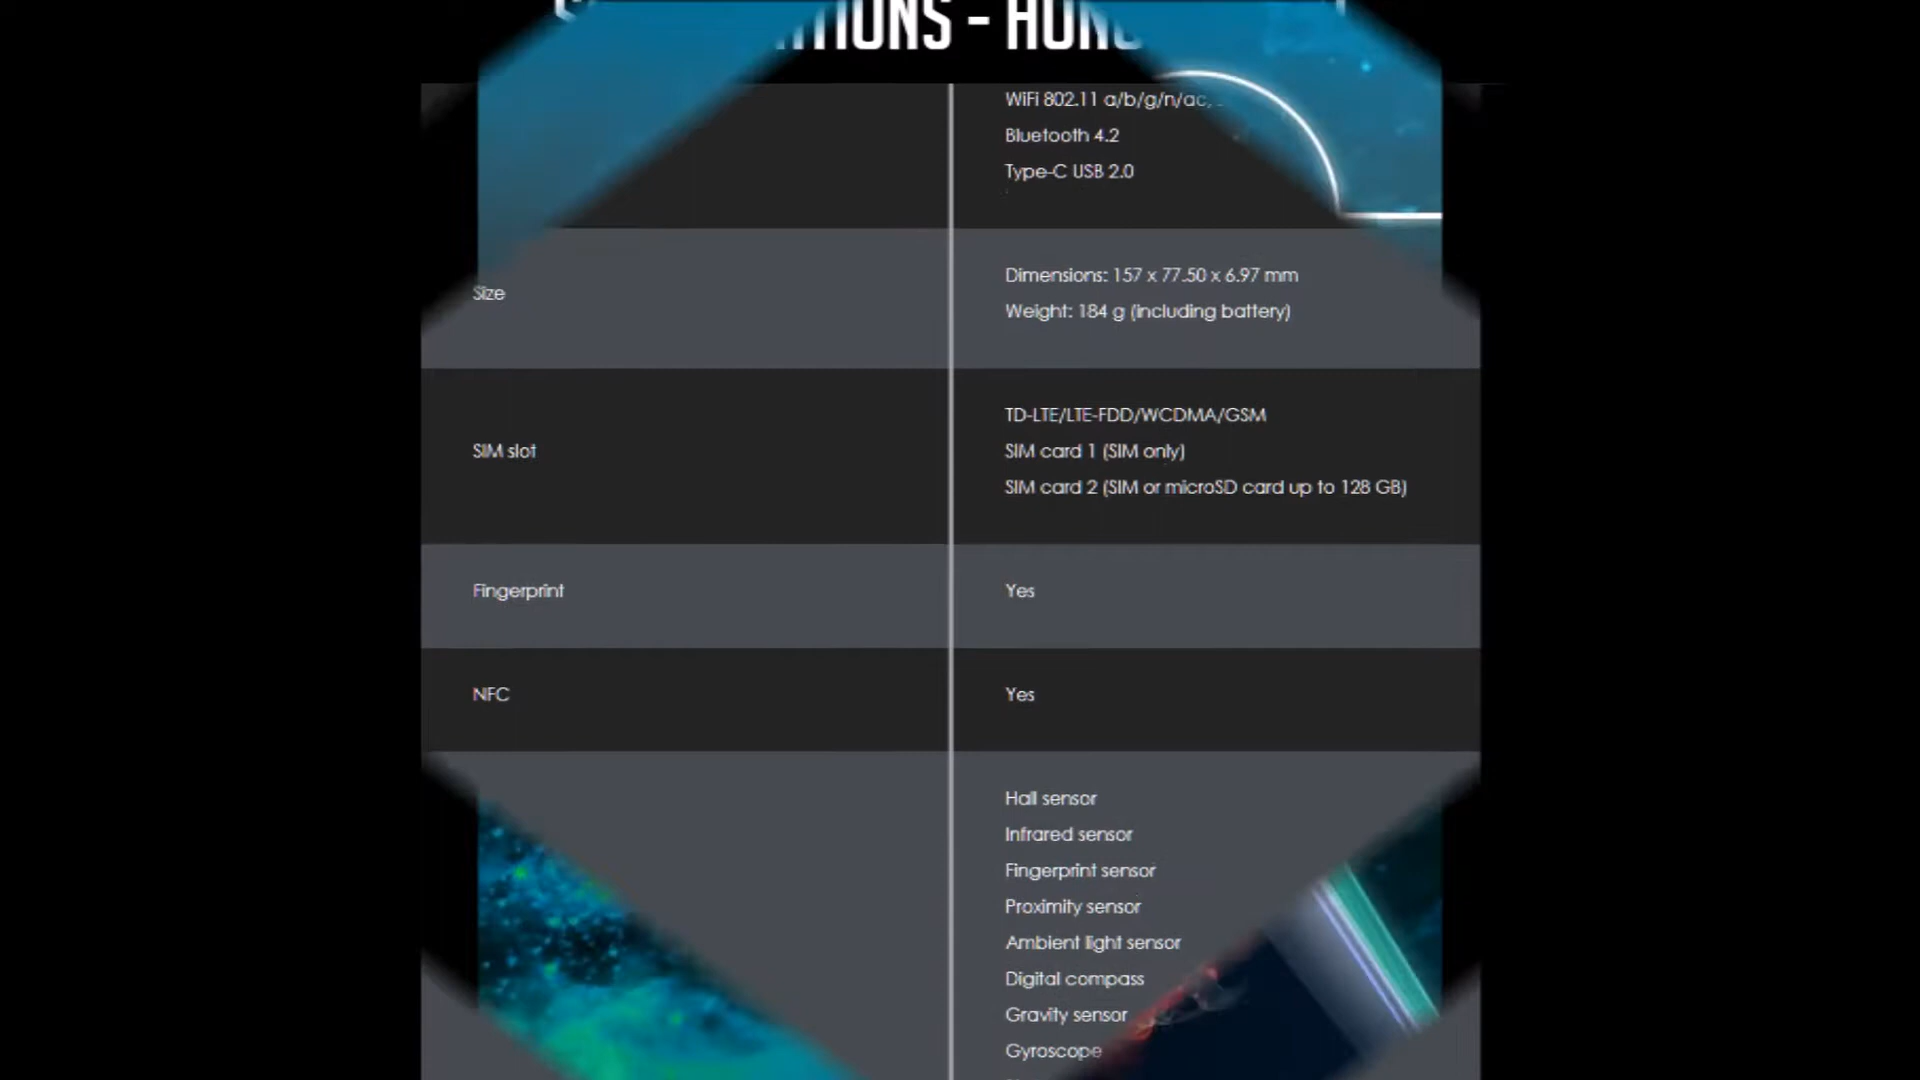 WiFi 802.11 a/b/g/n/ac,
Bluetooth 4.2
Type-C USB 2.0
Size
Dimensions: 157 x 77.50 x 6.97 mm
Weight: 184 g (including battery)
SIM slot
TD-LTE/LTE-FDD/WCDMA/GSM
SIM card 1 (SIM only)
SIM card 2 (SIM or microSD card up to 128 GB)
Fingerprint
Yes
NFC
Yes
Hall sensor
Infrared sensor
Fingerprint sensor
Proximity sensor
Ambient light sensor
Digital compass
Gravity sensor
Gyroscope